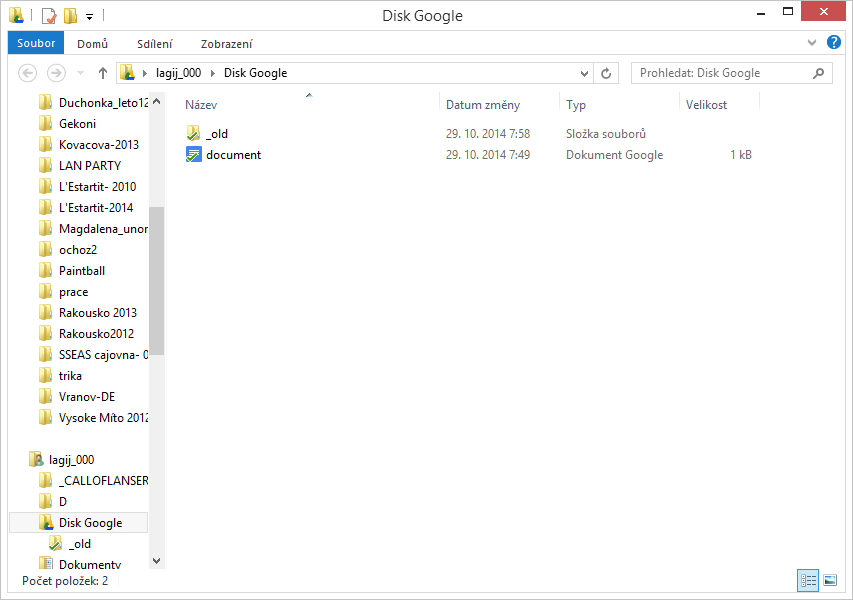 Disk Google
Soubor Domů Sdílení Zobrazení
lagij_000 Disk Google Prohledat: Disk Google
Název Datum změny Typ Velikost
_old 29. 10. 2014 7:58 Složka souborů
document 29. 10. 2014 7:49 Dokument Google 1 kB
Duchonka_leto12
Gekoni
Kovacova-2013
LAN PARTY
L'Estartit- 2010
L'Estartit-2014
Magdalena_unor
ochoz2
Paintball
prace
Rakousko 2013
Rakousko2012
SSEAS cajovna- 0
trika
Vranov-DE
Vysoke Míto 2012
lagij_000
_CALLOFLANSER
D
Disk Google
_old
Dokumenty
Počet položek: 2